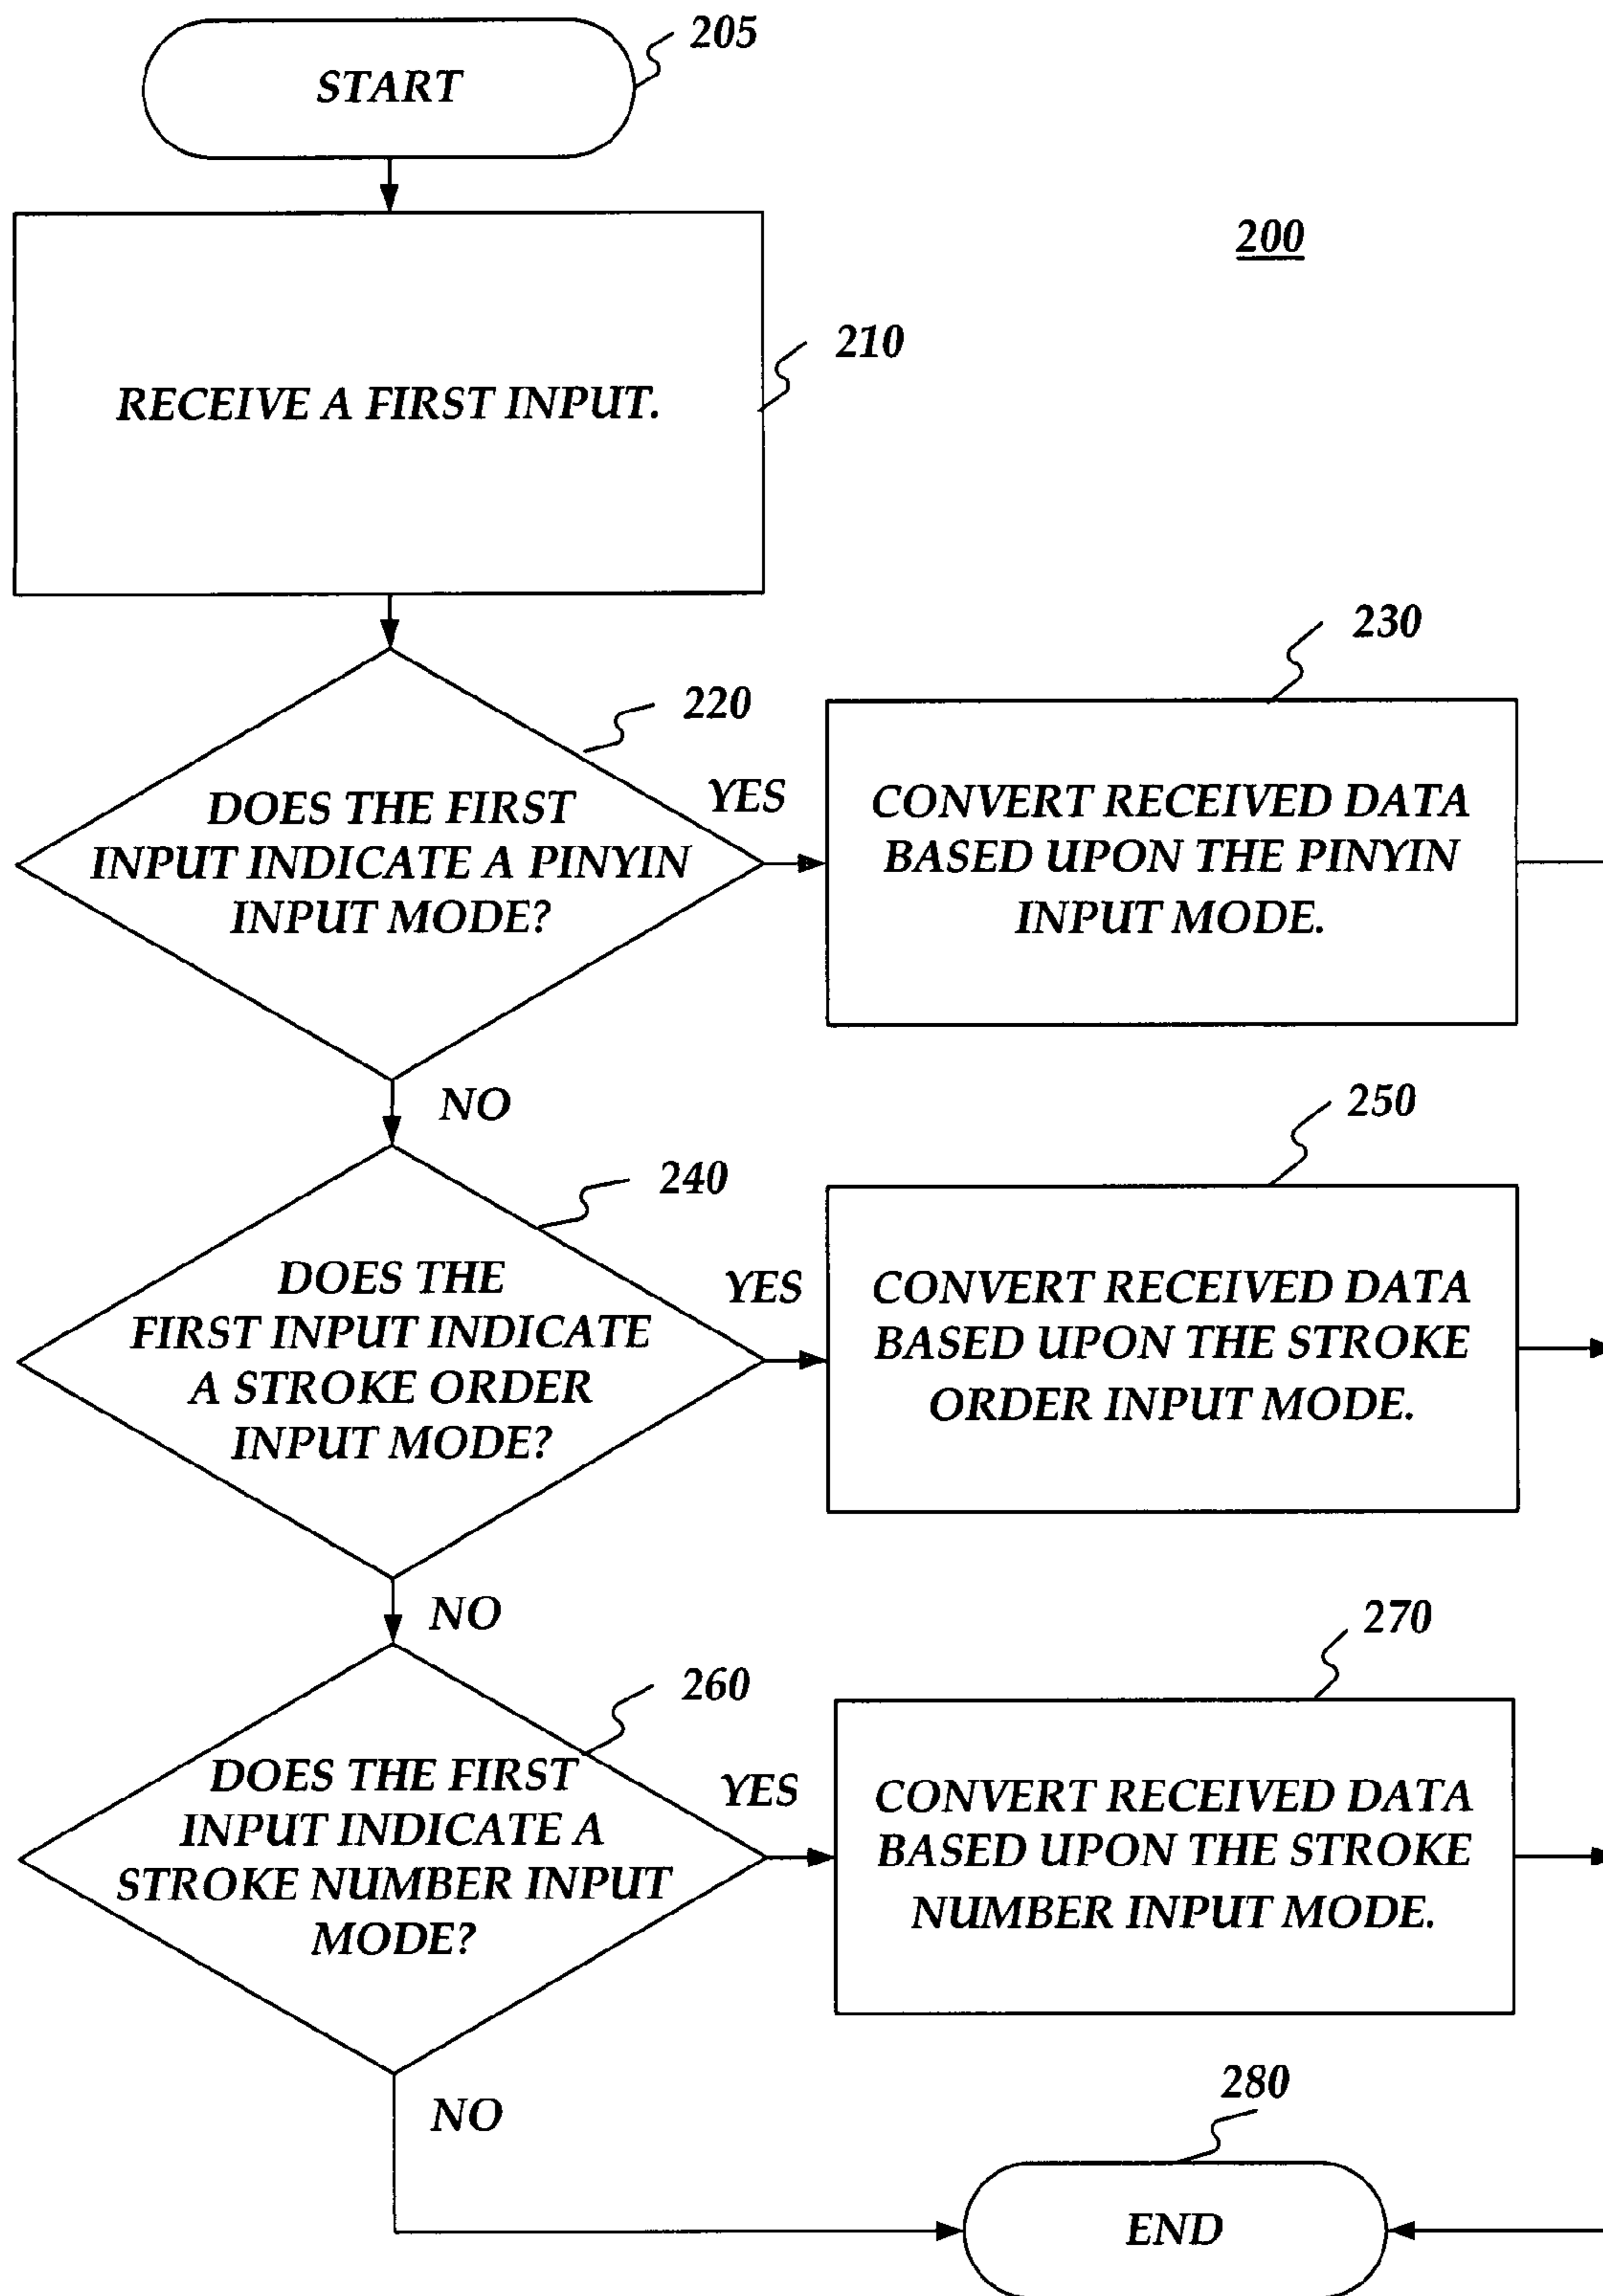 205
START
200
210
RECEIVE A FIRST INPUT.
230
220
DOES THE FIRST
INPUT INDICATE A PINYIN
INPUT MODE?
YES
CONVERT RECEIVED DATA
BASED UPON THE PINYIN
INPUT MODE.
NO
250
240
DOES THE
FIRST INPUT INDICATE
A STROKE ORDER
INPUT MODE?
YES
CONVERT RECEIVED DATA
BASED UPON THE STROKE
ORDER INPUT MODE.
NO
270
260
DOES THE FIRST
INPUT INDICATE A
STROKE NUMBER INPUT
MODE?
YES
CONVERT RECEIVED DATA
BASED UPON THE STROKE
NUMBER INPUT MODE.
NO
280
END